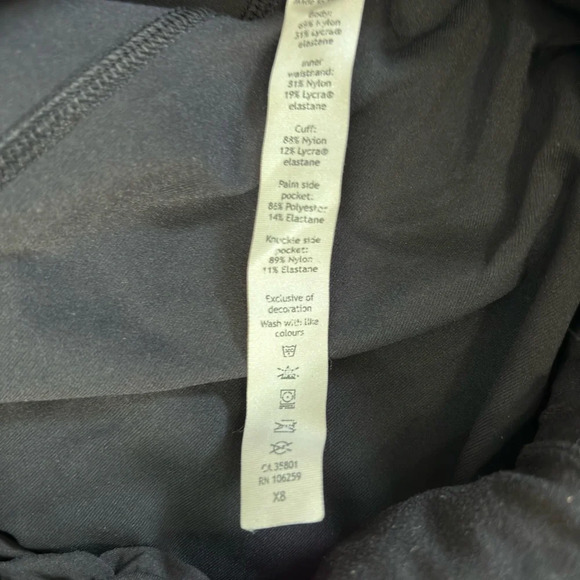 Body:
69% Nylon
31% Lycra®
elastane
Inner
waistband:
81% Nylon
19% Lycra®
elastane
Cuff:
88% Nylon
12% Lycra®
elastane
Palm side
pocket:
86% Polyester
14% Elastane
Knuckle side
pocket:
89% Nylon
11% Elastane
Exclusive of
decoration
Wash with like
colours
CA 35801
RN 106259
X8